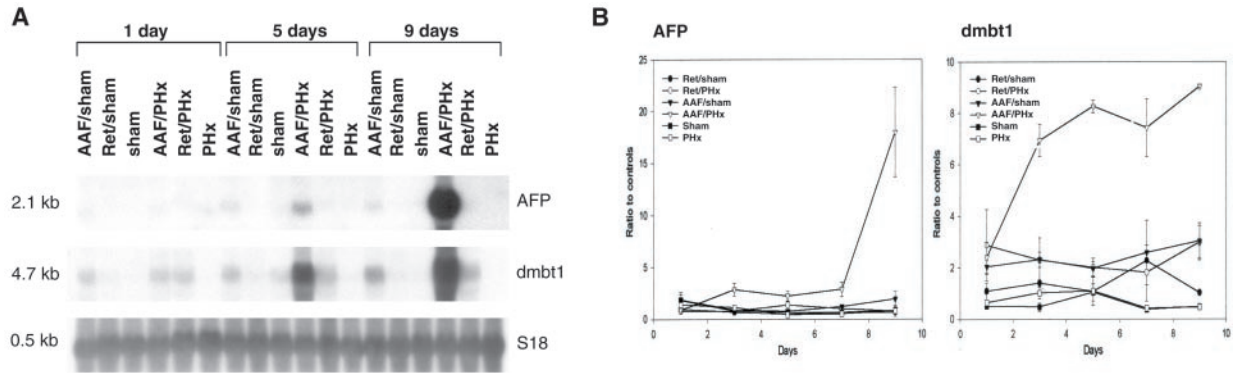 A
1 day 5 days 9 days
AAF/sham Ret/sham sham AAF/PHx Ret/PHx PHx AAF/sham Ret/sham sham AAF/PHx Ret/PHx PHx AAF/sham Ret/sham sham AAF/PHx Ret/PHx PHx
2.1 kb AFP
4.7 kb dmbt1
0.5 kb S18
B
AFP
25
20
15
10
5
0
Ratio to controls
Ret/sham
Ret/PHx
AAF/sham
AAF/PHx
Sham
PHx
0 2 4 6 8 10
Days
dmbt1
10
8
6
4
2
0
Ratio to controls
Ret/sham
Ret/PHx
AAF/sham
AAF/PHx
Sham
PHx
0 2 4 6 8 10
Days